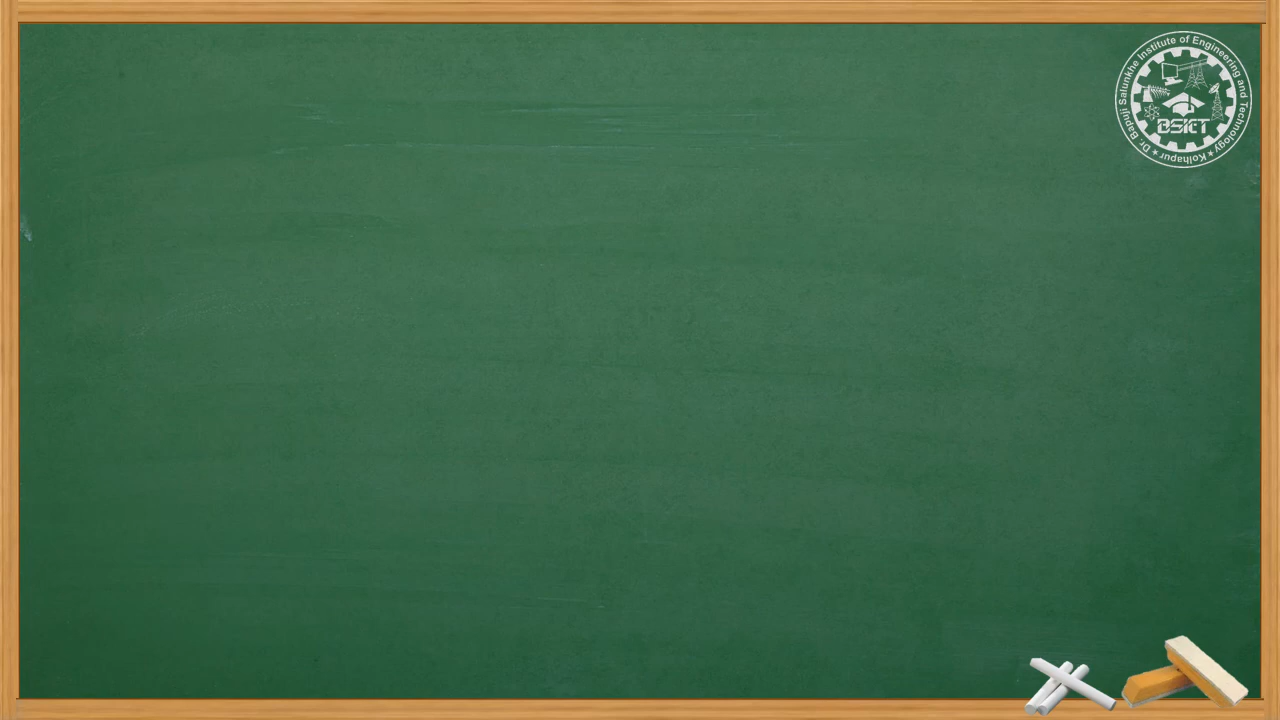 Dr. Bapuji Salunkhe Institute of Engineering and Technology
★ Kolhapur ★
BSIET